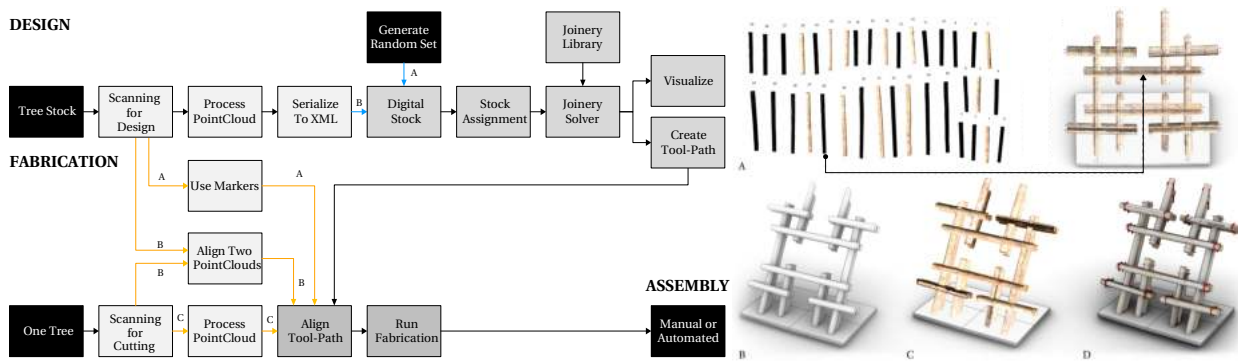 DESIGN
Generate
Random Set
Joinery
Library
A
Visualize
Tree Stock
Scanning
for
Design
Process
PointCloud
Serialize
To XML
B
Digital
Stock
Stock
Assignment
Joinery
Solver
Create
Tool-Path
FABRICATION
A
Use Markers
A
B
Align Two
PointClouds
B
B
ASSEMBLY
One Tree
Scanning
for
Cutting
C
Process
PointCloud
C
Align
Tool-Path
Run
Fabrication
Manual or
Automated
A
B
C
D